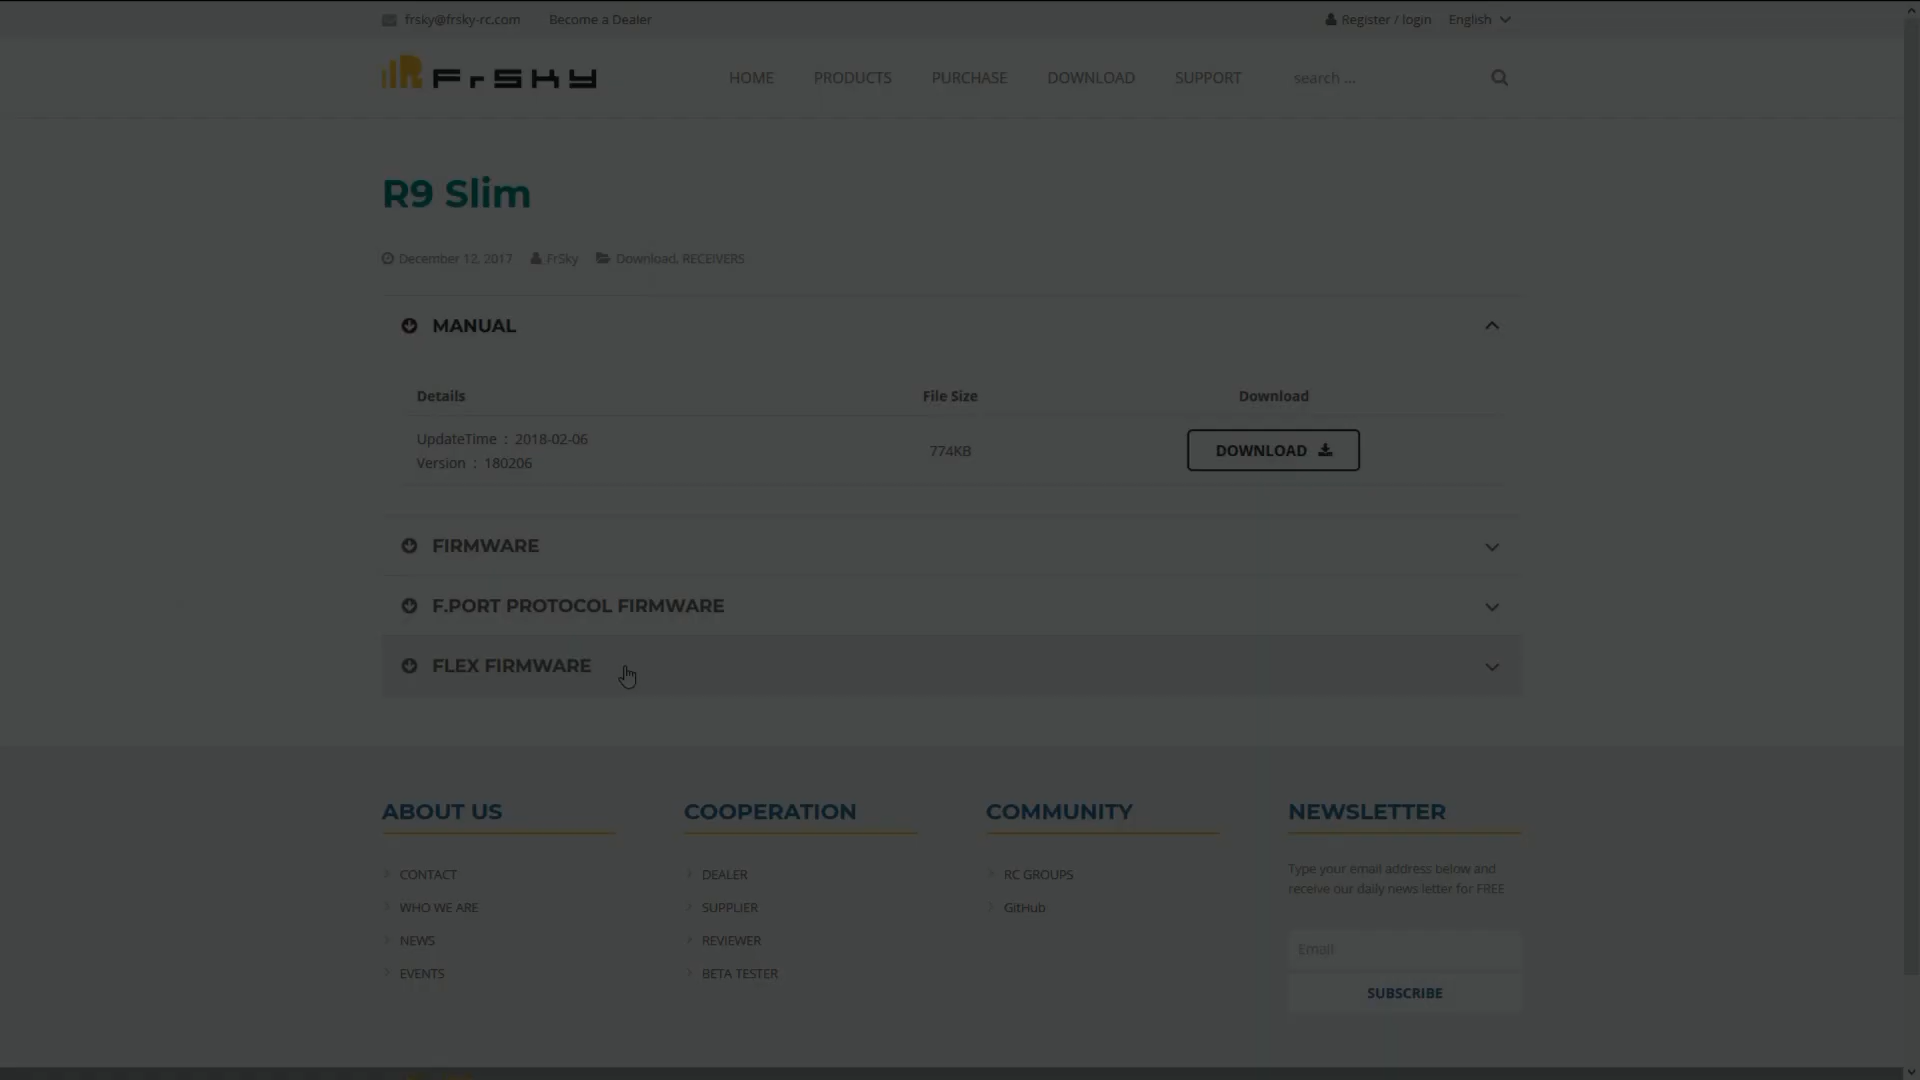 frsky@frsky-rc.com Become a Dealer Register / login English
FrSky HOME PRODUCTS PURCHASE DOWNLOAD SUPPORT search ...
R9 Slim
December 12, 2017 FrSky Download, RECEIVERS
MANUAL
Details File Size Download
UpdateTime : 2018-02-06
Version : 180206
774KB
DOWNLOAD
FIRMWARE
F.PORT PROTOCOL FIRMWARE
FLEX FIRMWARE
ABOUT US
CONTACT
WHO WE ARE
NEWS
EVENTS
COOPERATION
DEALER
SUPPLIER
REVIEWER
BETA TESTER
COMMUNITY
RC GROUPS
GitHub
NEWSLETTER
Type your email address below and
receive our daily news letter for FREE
Email
SUBSCRIBE